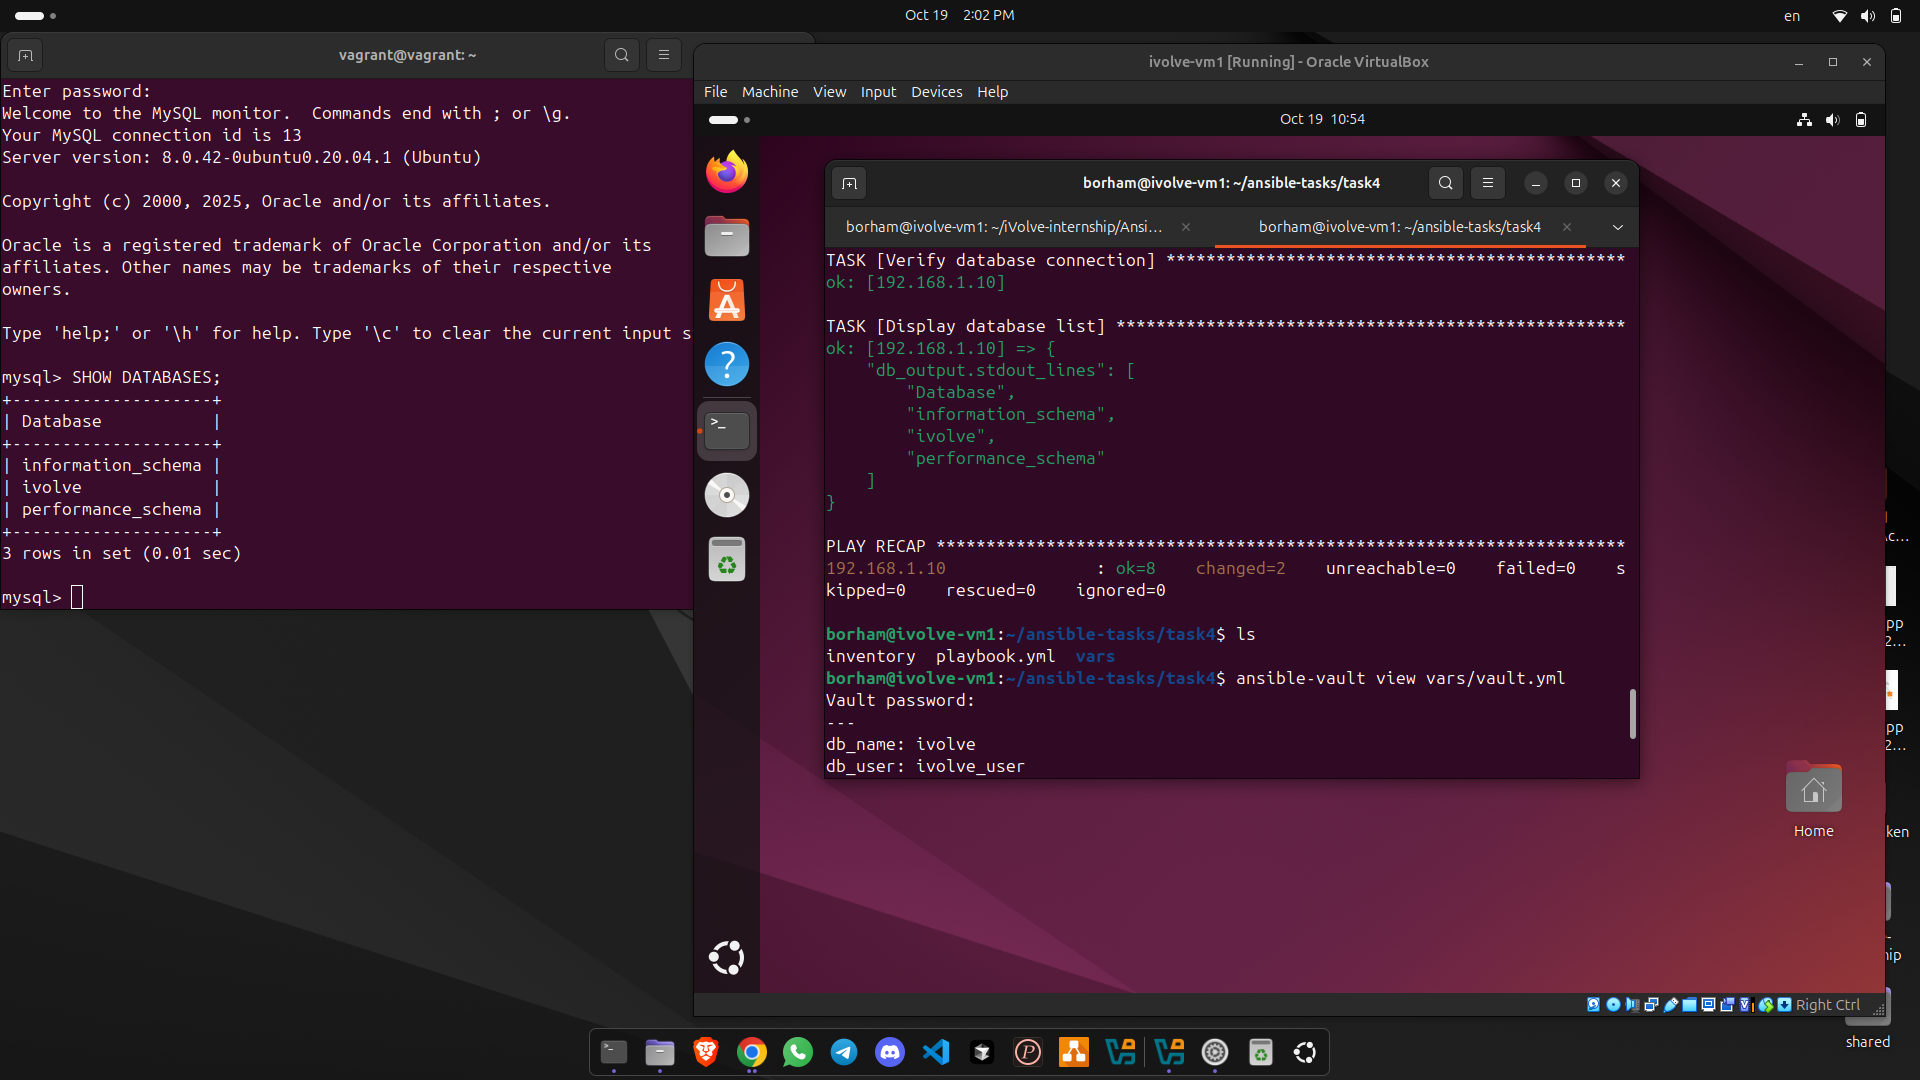 Oct 19 2:02 PM
en
vagrant@vagrant: ~
Enter password:
Welcome to the MySQL monitor.  Commands end with ; or \g.
Your MySQL connection id is 13
Server version: 8.0.42-0ubuntu0.20.04.1 (Ubuntu)
Copyright (c) 2000, 2025, Oracle and/or its affiliates.
Oracle is a registered trademark of Oracle Corporation and/or its
affiliates. Other names may be trademarks of their respective
owners.
Type 'help;' or '\h' for help. Type '\c' to clear the current input s
mysql> SHOW DATABASES;
+--------------------+
| Database           |
+--------------------+
| information_schema |
| ivolve             |
| performance_schema |
+--------------------+
3 rows in set (0.01 sec)
mysql>
ivolve-vm1 [Running] - Oracle VirtualBox
File Machine View Input Devices Help
Oct 19 10:54
borham@ivolve-vm1: ~/ansible-tasks/task4
borham@ivolve-vm1: ~/iVolve-internship/Ansi...
borham@ivolve-vm1: ~/ansible-tasks/task4
TASK [Verify database connection] **********************************************
ok: [192.168.1.10]
TASK [Display database list] ***************************************************
ok: [192.168.1.10] => {
    "db_output.stdout_lines": [
        "Database",
        "information_schema",
        "ivolve",
        "performance_schema"
    ]
}
PLAY RECAP *********************************************************************
192.168.1.10               : ok=8    changed=2    unreachable=0    failed=0    s
kipped=0    rescued=0    ignored=0
borham@ivolve-vm1:~/ansible-tasks/task4$ ls
inventory  playbook.yml  vars
borham@ivolve-vm1:~/ansible-tasks/task4$ ansible-vault view vars/vault.yml
Vault password:
---
db_name: ivolve
db_user: ivolve_user
Home
Right Ctrl
pp
2...
pp
2...
ken
shared